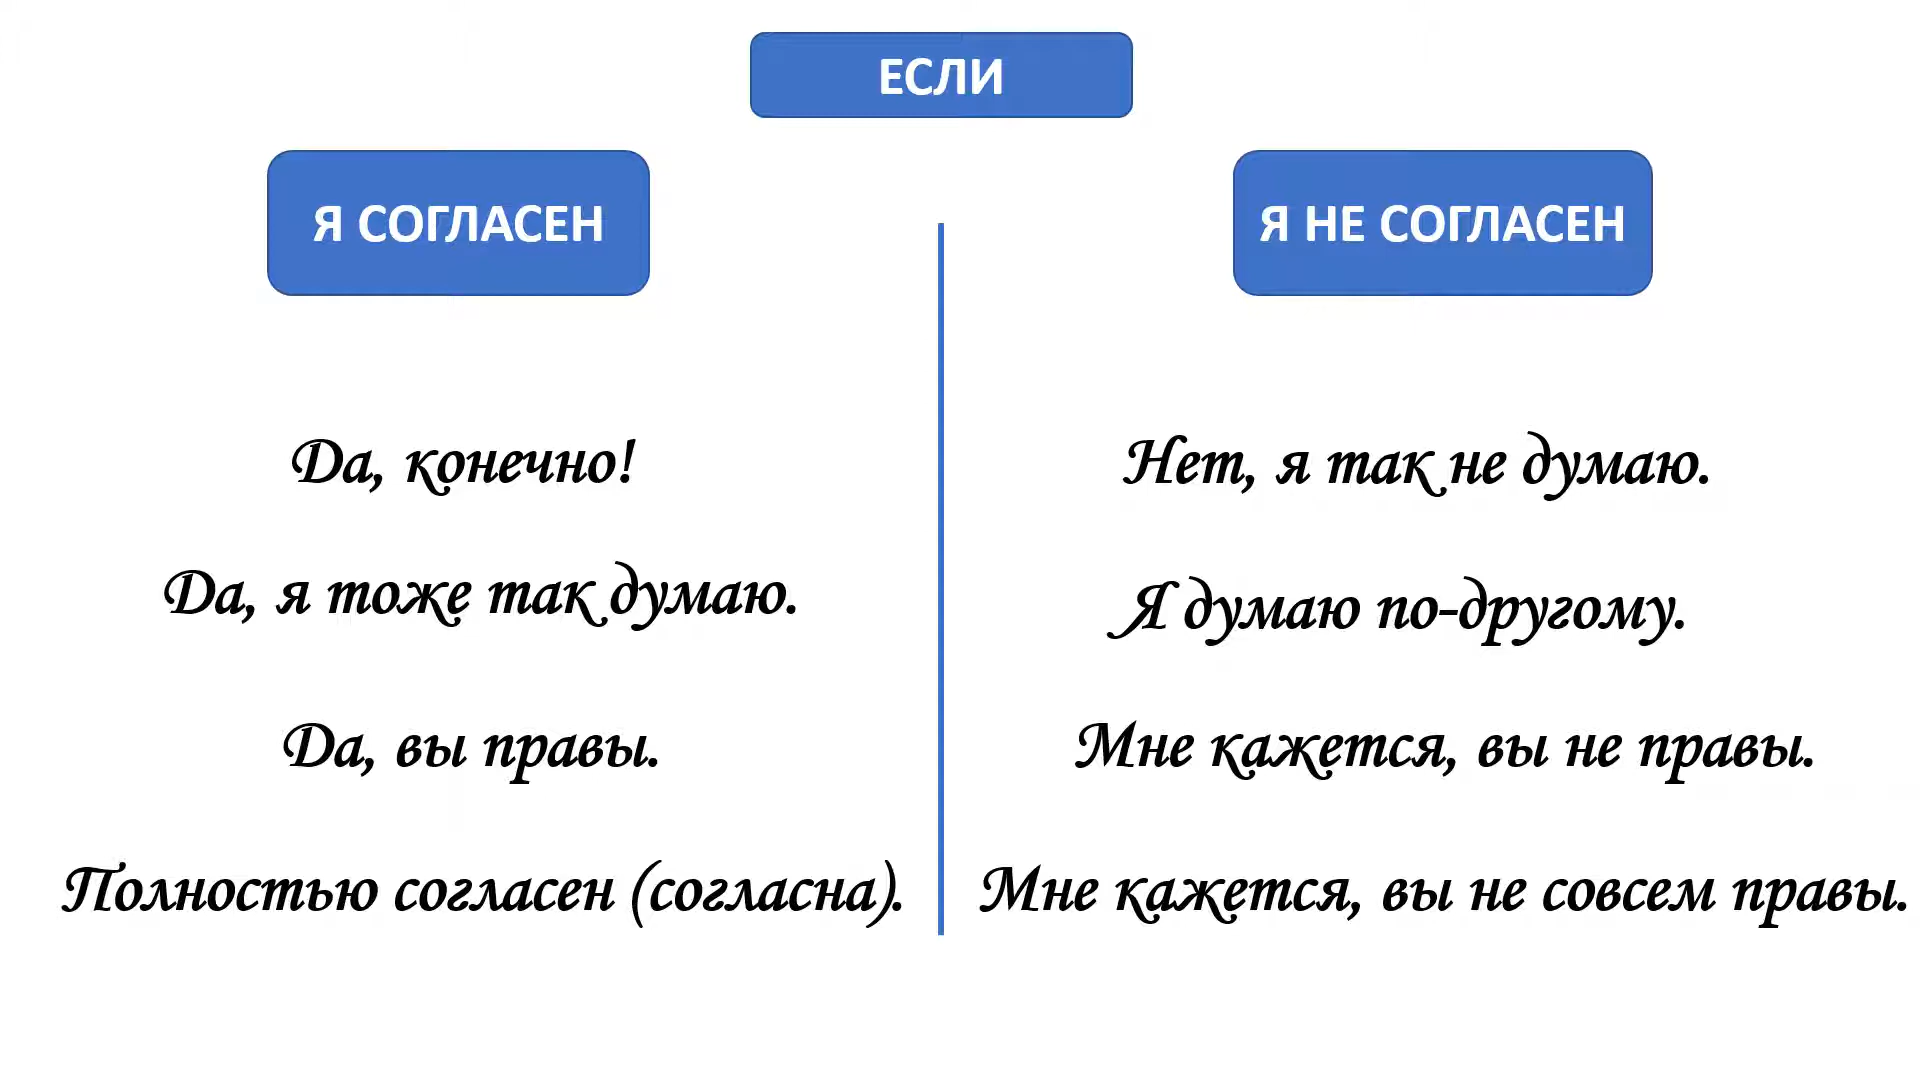 ЕСЛИ
Я СОГЛАСЕН
Да, конечно!
Да, я тоже так думаю.
Да, вы правы.
Полностью согласен (согласна).
Я НЕ СОГЛАСЕН
Нет, я так не думаю.
Я думаю по-другому.
Мне кажется, вы не правы.
Мне кажется, вы не совсем правы.